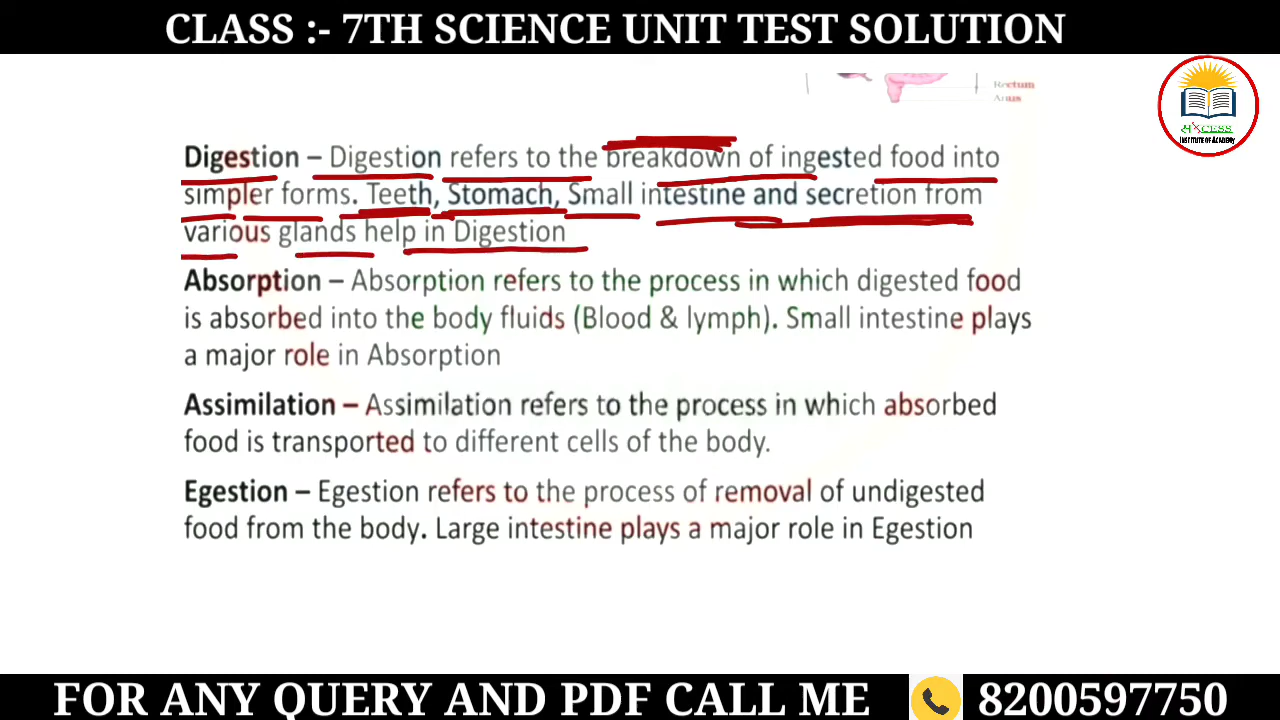 CLASS :- 7TH SCIENCE UNIT TEST SOLUTION
Rectum
Anus
Digestion – Digestion refers to the breakdown of ingested food into
simpler forms. Teeth, Stomach, Small intestine and secretion from
various glands help in Digestion
Absorption – Absorption refers to the process in which digested food
is absorbed into the body fluids (Blood & lymph). Small intestine plays
a major role in Absorption
Assimilation – Assimilation refers to the process in which absorbed
food is transported to different cells of the body.
Egestion – Egestion refers to the process of removal of undigested
food from the body. Large intestine plays a major role in Egestion
INSTITUTE OF ACADEMY
FOR ANY QUERY AND PDF CALL ME 8200597750